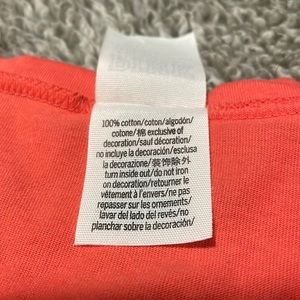 100% cotton/coton/algodón/
cotone/棉 exclusive of
decoration/sauf décoration/
no incluye la decoración/esclusa
la decorazione/装饰除外
turn inside out/do not iron
on decoration/retourner le
vêtement à l'envers/ne pas
repasser sur les ornements/
lavar del lado del revés/no
planchar sobre la decoración/